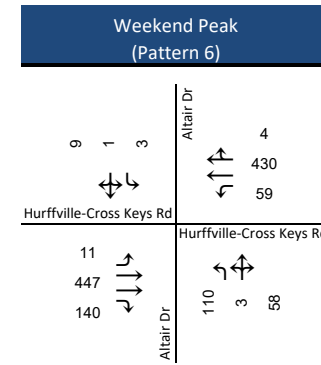 Weekend Peak
(Pattern 6)
Altair Dr
9 1 3
4
430
59
Hurffville-Cross Keys Rd
Hurffville-Cross Keys R
11
447
140
110 3 58
Altair Dr